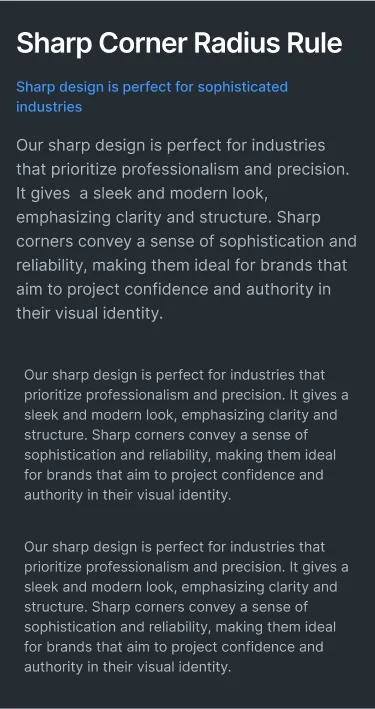 Sharp Corner Radius Rule
Sharp design is perfect for sophisticated
industries
Our sharp design is perfect for industries
that prioritize professionalism and precision.
It gives  a sleek and modern look,
emphasizing clarity and structure. Sharp
corners convey a sense of sophistication and
reliability, making them ideal for brands that
aim to project confidence and authority in
their visual identity.
Our sharp design is perfect for industries that
prioritize professionalism and precision. It gives a
sleek and modern look, emphasizing clarity and
structure. Sharp corners convey a sense of
sophistication and reliability, making them ideal
for brands that aim to project confidence and
authority in their visual identity.
Our sharp design is perfect for industries that
prioritize professionalism and precision. It gives a
sleek and modern look, emphasizing clarity and
structure. Sharp corners convey a sense of
sophistication and reliability, making them ideal
for brands that aim to project confidence and
authority in their visual identity.